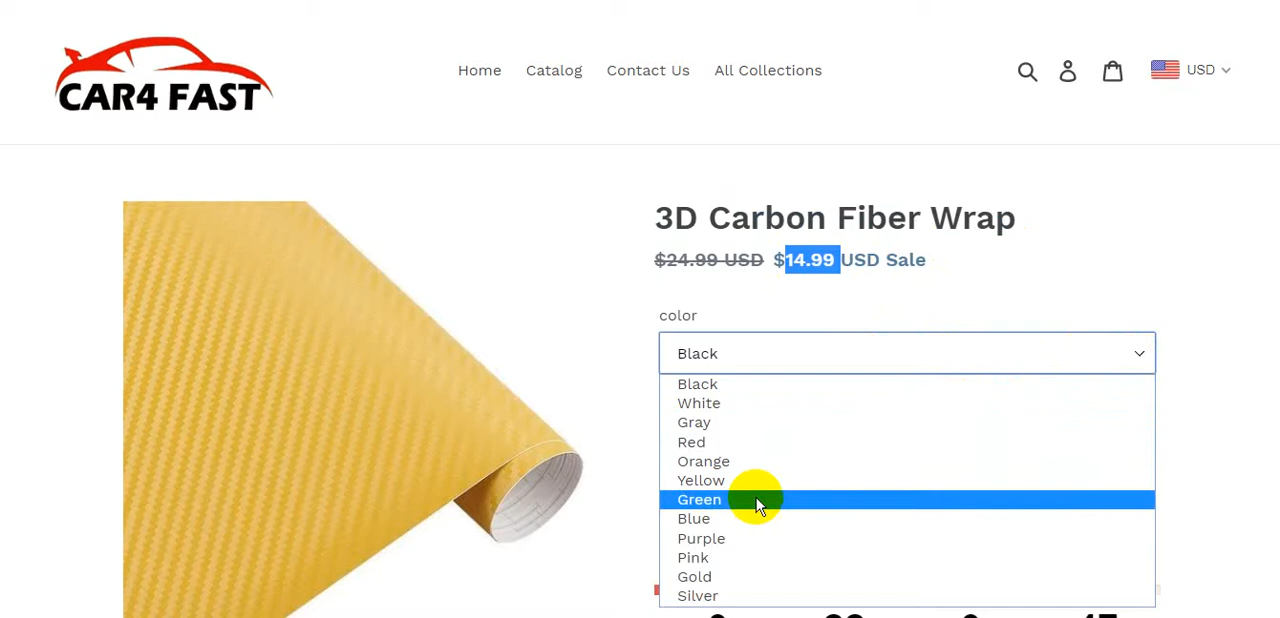 CAR4 FAST
Home Catalog Contact Us All Collections
USD
3D Carbon Fiber Wrap
$24.99 USD $14.99 USD Sale
color
Black
Black
White
Gray
Red
Orange
Yellow
Green
Blue
Purple
Pink
Gold
Silver